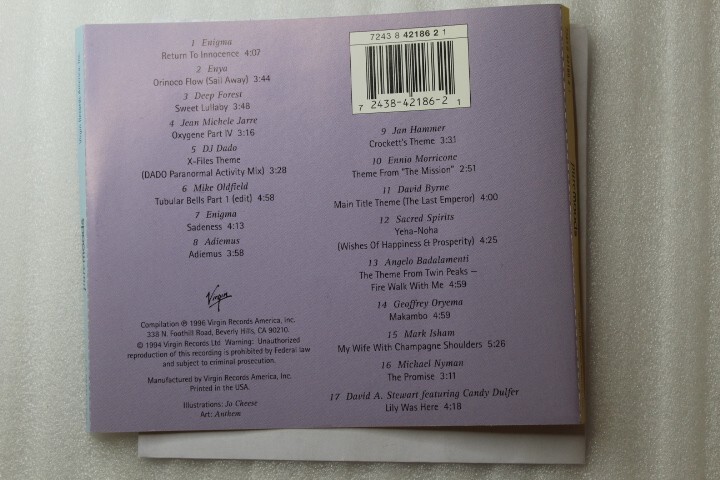 1 Enigma
Return To Innocence 4:07
2 Enya
Orinoco Flow (Sail Away) 3:44
3 Deep Forest
Sweet Lullaby 3:48
4 Jean Michele Jarre
Oxygene Part IV 3:16
5 DJ Dado
X-Files Theme
(DADO Paranormal Activity Mix) 3:28
6 Mike Oldfield
Tubular Bells Part 1 (edit) 4:58
7 Enigma
Sadeness 4:13
8 Adiemus
Adiemus 3:58
Virgin
Compilation ℗ 1996 Virgin Records America, Inc.
338 N. Foothill Road, Beverly Hills, CA 90210.
© 1994 Virgin Records Ltd Warning: Unauthorized
reproduction of this recording is prohibited by Federal law
and subject to criminal prosecution.
Manufactured by Virgin Records America, Inc.
Printed in the USA.
Illustrations: Jo Cheese
Art: Anthem
7243 8 42186 2 1
7 2438-42186-2 1
9 Jan Hammer
Crockett's Theme 3:31
10 Ennio Morricone
Theme From "The Mission" 2:51
11 David Byrne
Main Title Theme (The Last Emperor) 4:00
12 Sacred Spirits
Yeha-Noha
(Wishes Of Happiness & Prosperity) 4:25
13 Angelo Badalamenti
The Theme From Twin Peaks –
Fire Walk With Me 4:59
14 Geoffrey Oryema
Makambo 4:59
15 Mark Isham
My Wife With Champagne Shoulders 5:26
16 Michael Nyman
The Promise 3:11
17 David A. Stewart featuring Candy Dulfer
Lily Was Here 4:18